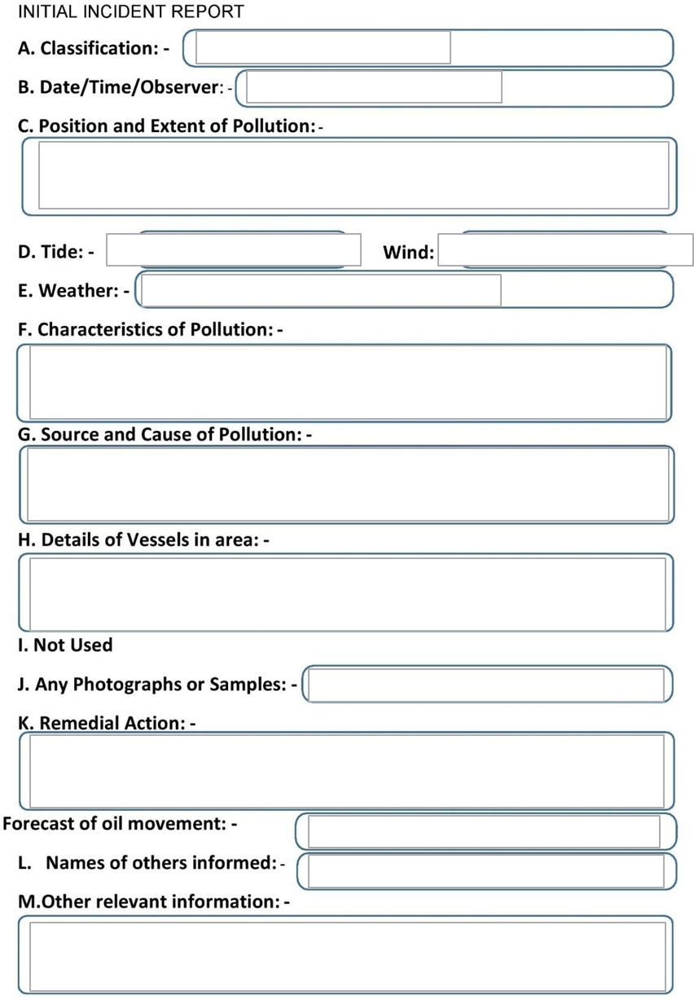 INITIAL INCIDENT REPORT
A. Classification: -
B. Date/Time/Observer: -
C. Position and Extent of Pollution: -
D. Tide: - Wind:
E. Weather: -
F. Characteristics of Pollution: -
G. Source and Cause of Pollution: -
H. Details of Vessels in area: -
I. Not Used
J. Any Photographs or Samples: -
K. Remedial Action: -
Forecast of oil movement: -
L. Names of others informed: -
M.Other relevant information: -